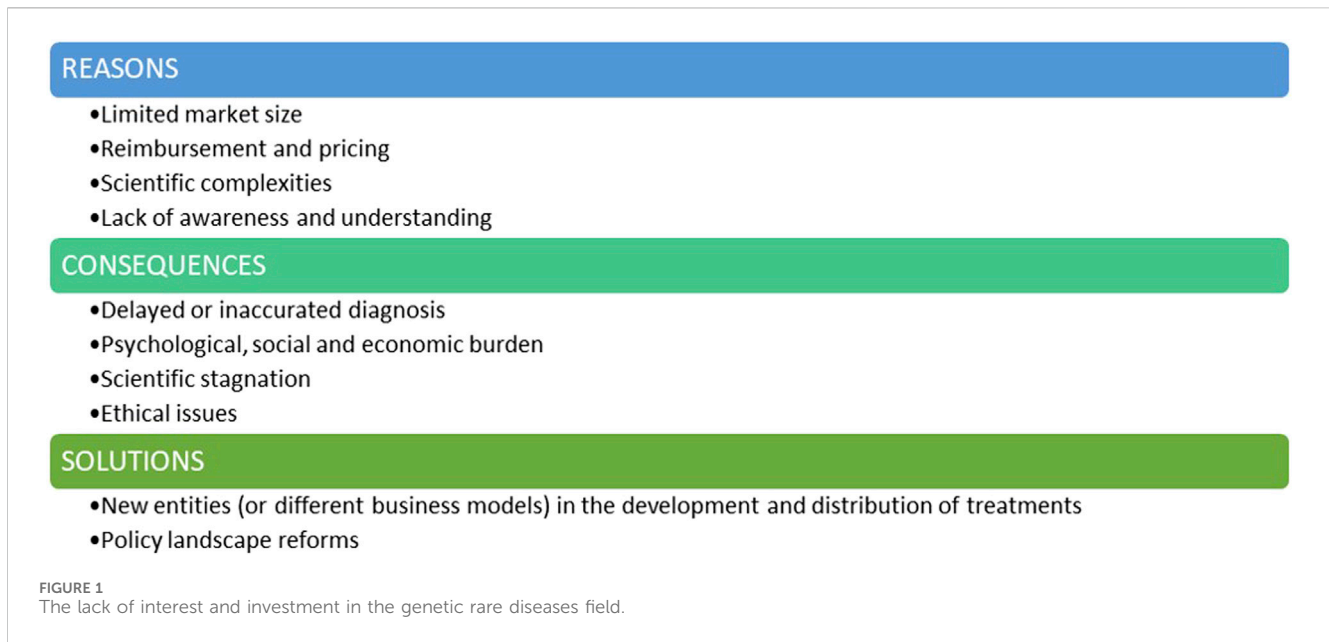 REASONS
•Limited market size
•Reimbursement and pricing
•Scientific complexities
•Lack of awareness and understanding
CONSEQUENCES
•Delayed or inaccurated diagnosis
•Psychological, social and economic burden
•Scientific stagnation
•Ethical issues
SOLUTIONS
•New entities (or different business models) in the development and distribution of treatments
•Policy landscape reforms
FIGURE 1
The lack of interest and investment in the genetic rare diseases field.